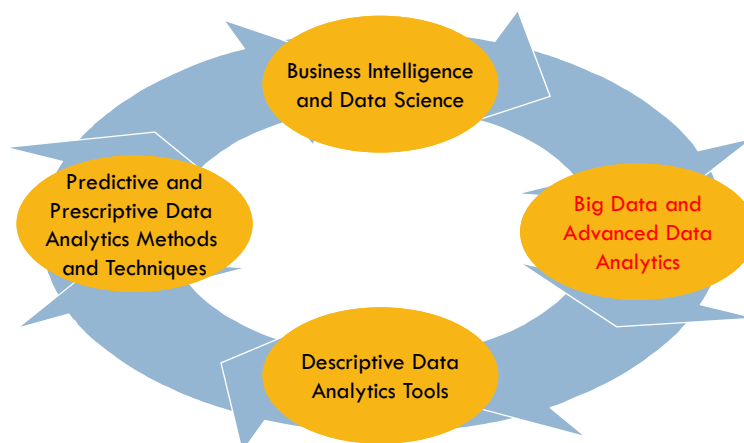 Business Intelligence
and Data Science
Predictive and
Prescriptive Data
Analytics Methods
and Techniques
Big Data and
Advanced Data
Analytics
Descriptive Data
Analytics Tools